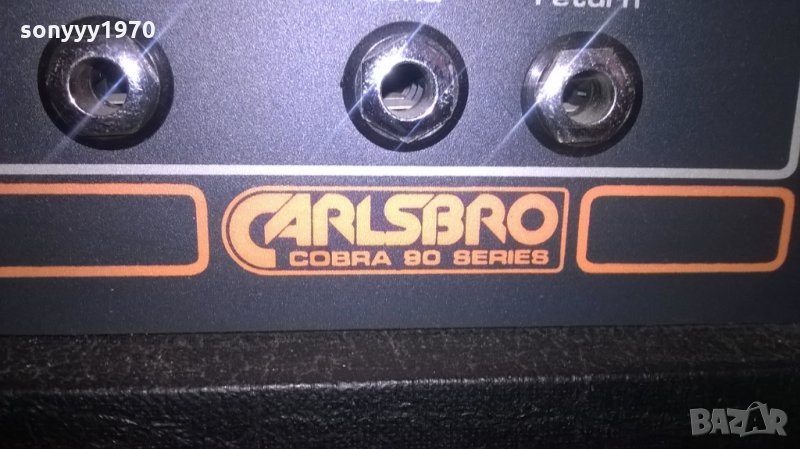 sonyyy1970
return
CARLSBRO
COBRA 90 SERIES
BAZAR